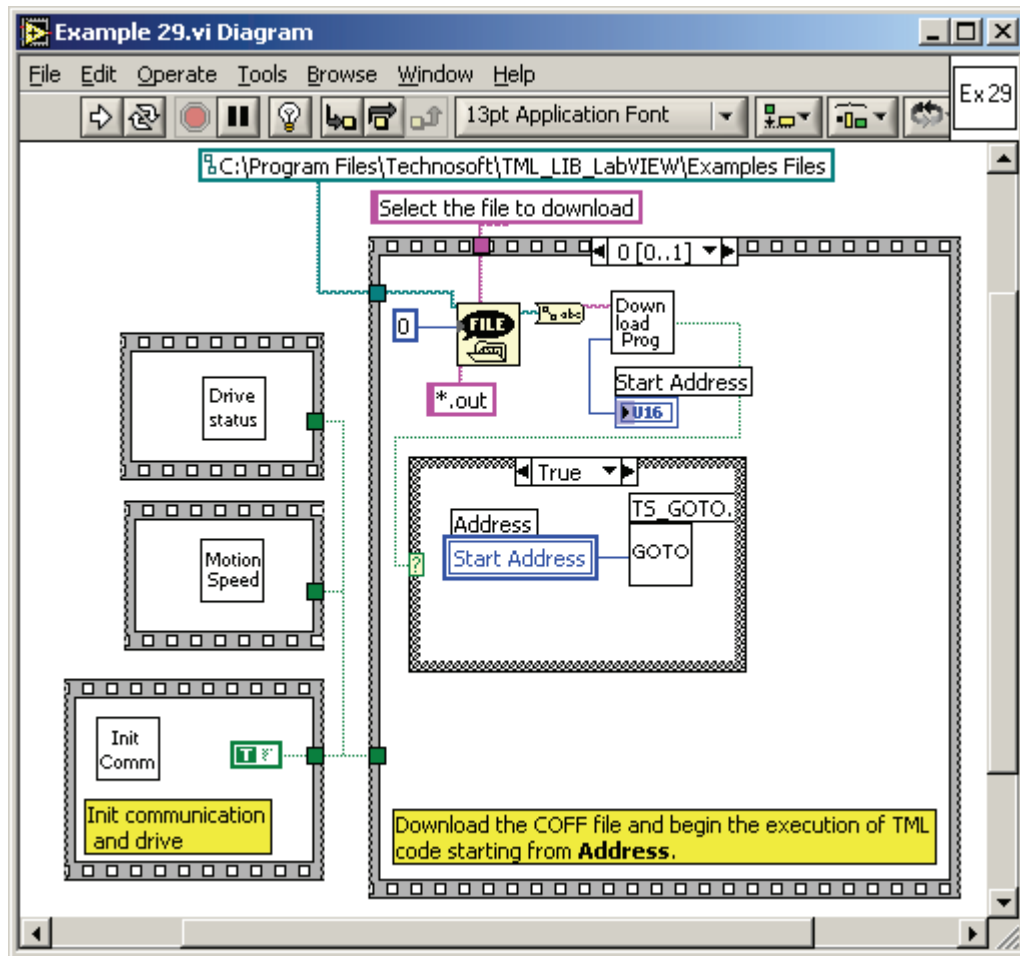 Example 29.vi Diagram
File Edit Operate Tools Browse Window Help
13pt Application Font
Ex29
C:\Program Files\Technosoft\TML_LIB_LabVIEW\Examples Files
Select the file to download
0 [0..1]
0
FILE
abc
Down
load
Prog
*.out
Start Address
U16
Drive
status
True
TS_GOTO.
Address
Start Address
GOTO
?
Motion
Speed
Init
Comm
T
Init communication
and drive
Download the COFF file and begin the execution of TML
code starting from Address.